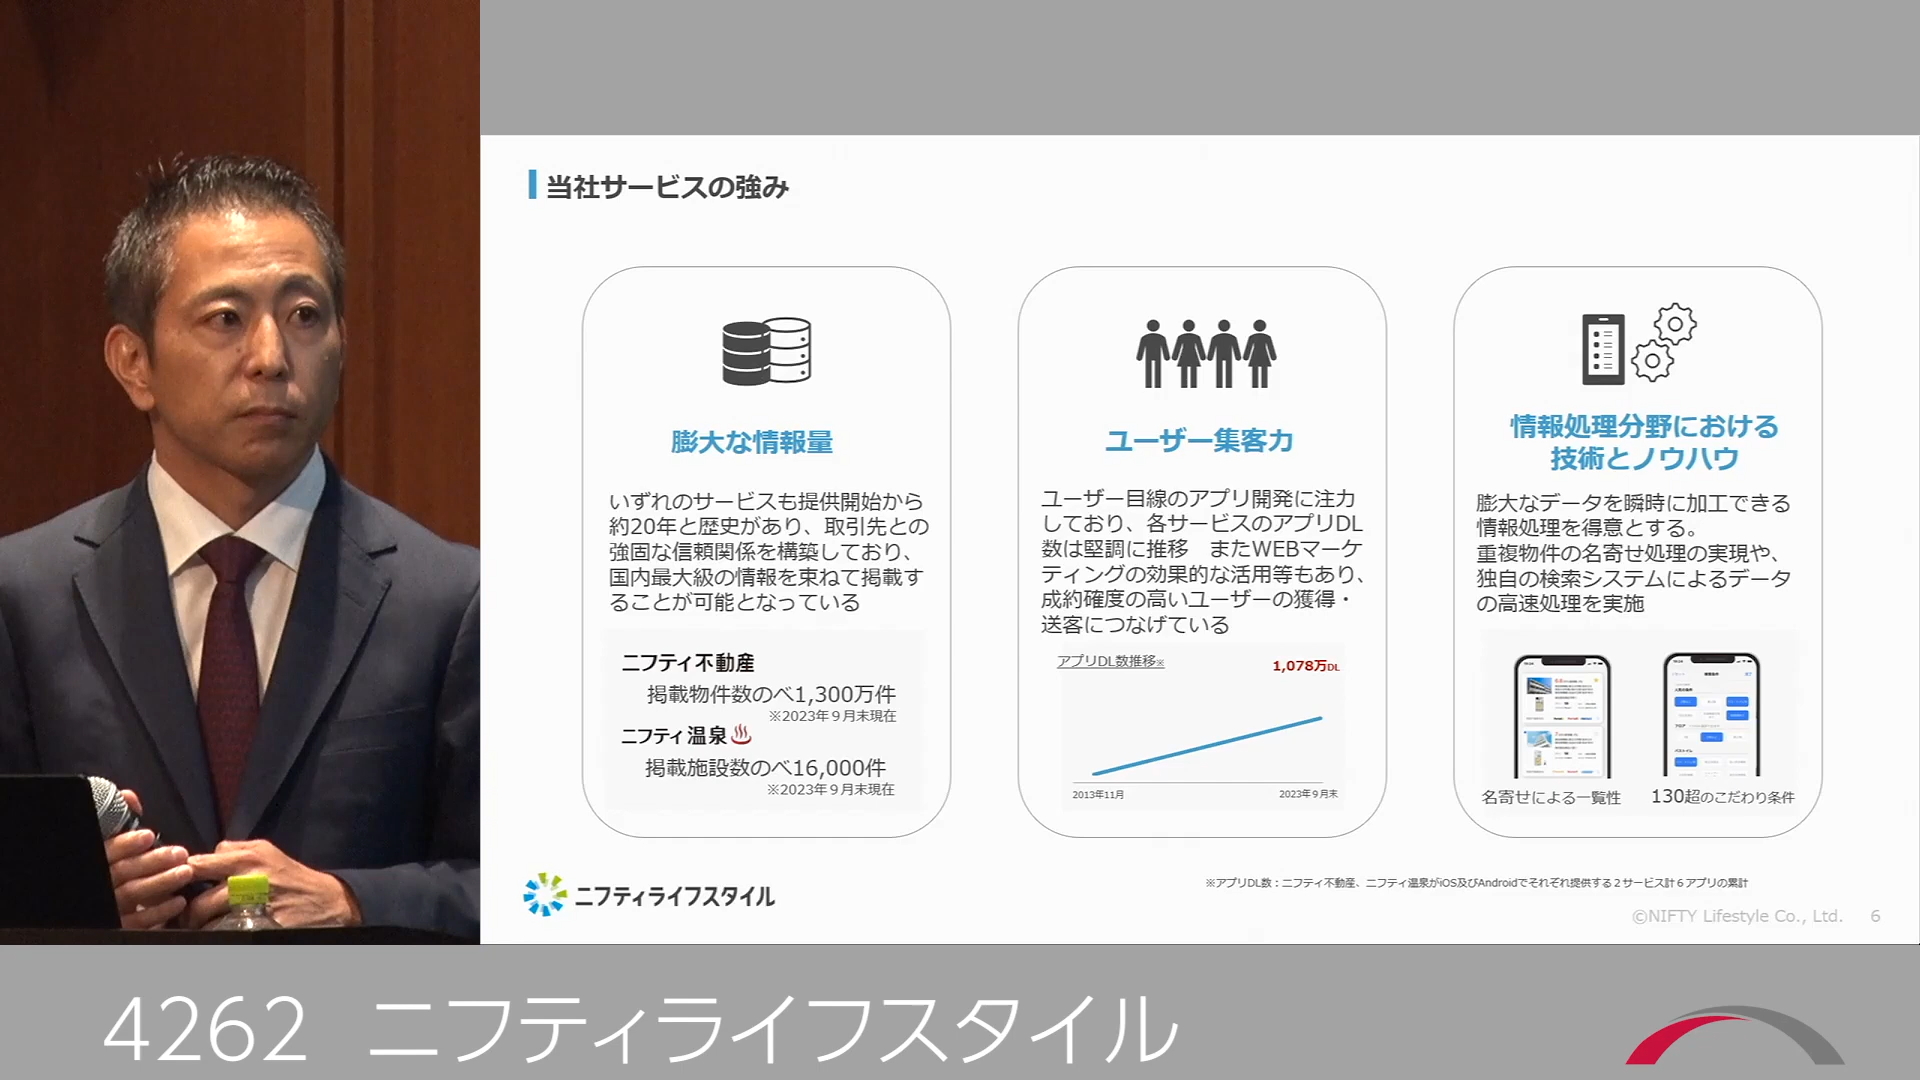 当社サービスの強み
膨大な情報量
いずれのサービスも提供開始から
約20年と歴史があり、取引先との
強固な信頼関係を構築しており、
国内最大級の情報を束ねて掲載す
ることが可能となっている
ニフティ不動産
掲載物件数のべ1,300万件
※2023年９月末現在
ニフティ温泉
掲載施設数のべ16,000件
※2023年９月末現在
ユーザー集客力
ユーザー目線のアプリ開発に注力
しており、各サービスのアプリDL
数は堅調に推移　またWEBマーケ
ティングの効果的な活用等もあり、
成約確度の高いユーザーの獲得・
送客につなげている
アプリDL数推移※
1,078万DL
2013年11月
2023年９月末
情報処理分野における
技術とノウハウ
膨大なデータを瞬時に加工できる
情報処理を得意とする。
重複物件の名寄せ処理の実現や、
独自の検索システムによるデータ
の高速処理を実施
名寄せによる一覧性
130超のこだわり条件
ニフティライフスタイル
※アプリDL数：ニフティ不動産、ニフティ温泉がiOS及びAndroidでそれぞれ提供する２サービス計６アプリの累計
©NIFTY Lifestyle Co., Ltd.
6
4262 ニフティライフスタイル